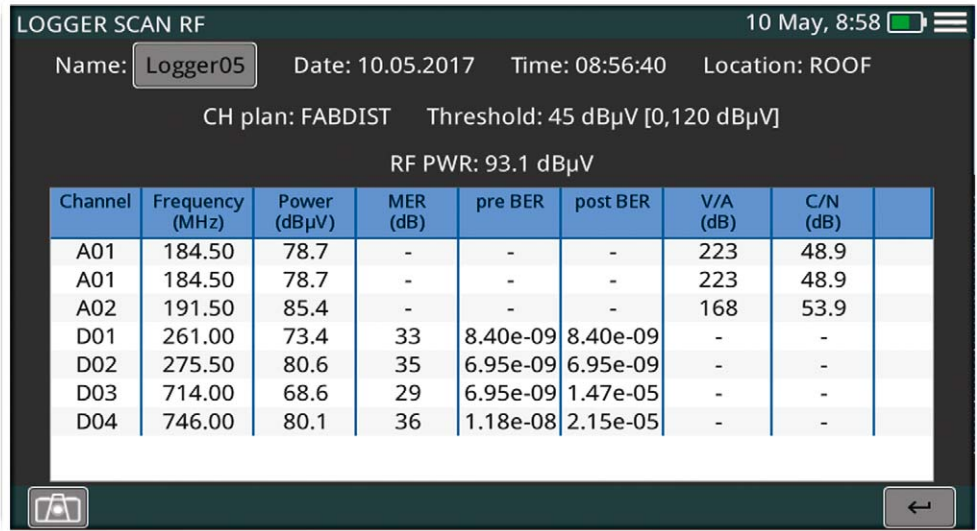 LOGGER SCAN RF 10 May, 8:58
Name: Logger05 Date: 10.05.2017 Time: 08:56:40 Location: ROOF
CH plan: FABDIST Threshold: 45 dBµV [0,120 dBµV]
RF PWR: 93.1 dBµV
Channel Frequency (MHz) Power (dBµV) MER (dB) pre BER post BER V/A (dB) C/N (dB)
A01 184.50 78.7 - - - 223 48.9
A01 184.50 78.7 - - - 223 48.9
A02 191.50 85.4 - - - 168 53.9
D01 261.00 73.4 33 8.40e-09 8.40e-09 - -
D02 275.50 80.6 35 6.95e-09 6.95e-09 - -
D03 714.00 68.6 29 6.95e-09 1.47e-05 - -
D04 746.00 80.1 36 1.18e-08 2.15e-05 - -